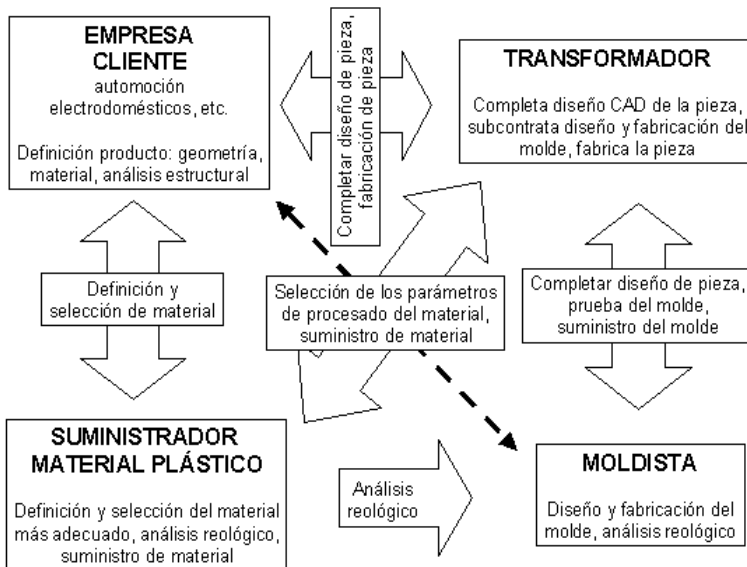 EMPRESA
CLIENTE
automoción
electrodomésticos, etc.
Definición producto: geometría,
material, análisis estructural
Completar diseño de pieza,
fabricación de pieza
TRANSFORMADOR
Completa diseño CAD de la pieza,
subcontrata diseño y fabricación del
molde, fabrica la pieza
Definición y
selección de material
Selección de los parámetros
de procesado del material,
suministro de material
Completar diseño de pieza,
prueba del molde,
suministro del molde
SUMINISTRADOR
MATERIAL PLÁSTICO
Definición y selección del material
más adecuado, análisis reológico,
suministro de material
Análisis
reológico
MOLDISTA
Diseño y fabricación del
molde, análisis reológico